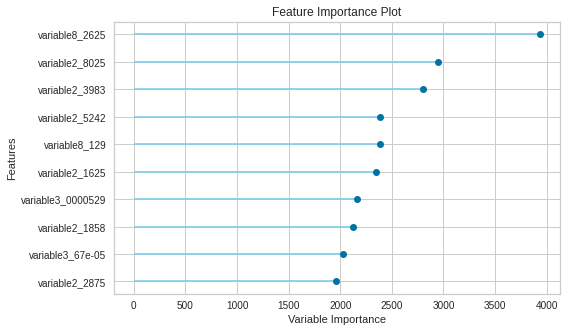 Feature Importance Plot
Features
variable8_2625
variable2_8025
variable2_3983
variable2_5242
variable8_129
variable2_1625
variable3_0000529
variable2_1858
variable3_67e-05
variable2_2875
0 500 1000 1500 2000 2500 3000 3500 4000
Variable Importance